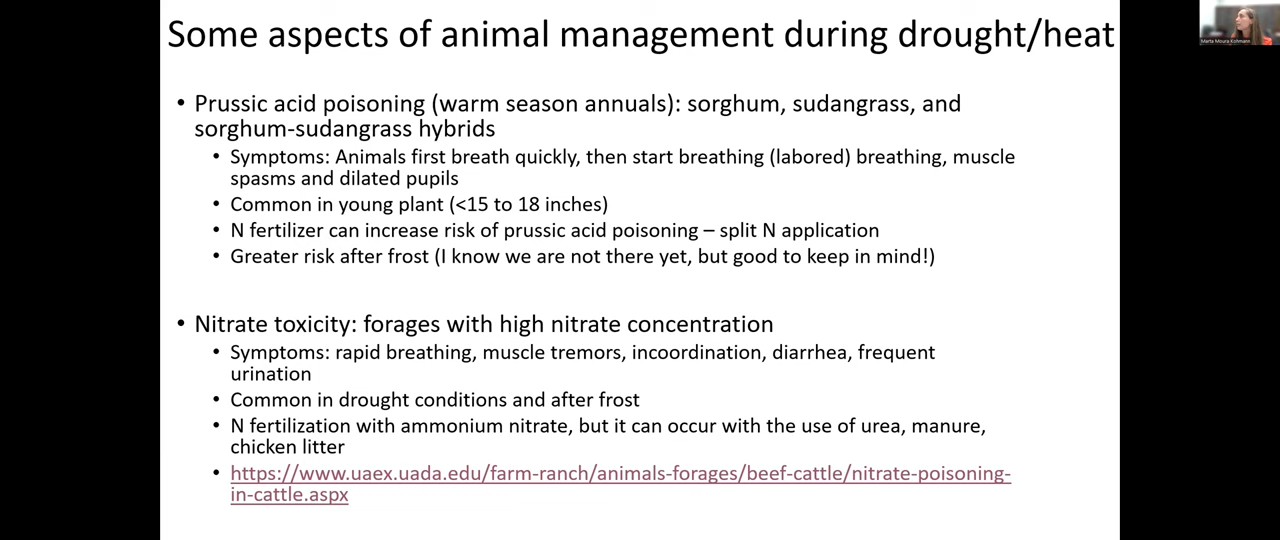 Some aspects of animal management during drought/heat
Marta Moura Kohmann
• Prussic acid poisoning (warm season annuals): sorghum, sudangrass, and
sorghum-sudangrass hybrids
• Symptoms: Animals first breath quickly, then start breathing (labored) breathing, muscle
spasms and dilated pupils
• Common in young plant (<15 to 18 inches)
• N fertilizer can increase risk of prussic acid poisoning – split N application
• Greater risk after frost (I know we are not there yet, but good to keep in mind!)
• Nitrate toxicity: forages with high nitrate concentration
• Symptoms: rapid breathing, muscle tremors, incoordination, diarrhea, frequent
urination
• Common in drought conditions and after frost
• N fertilization with ammonium nitrate, but it can occur with the use of urea, manure,
chicken litter
• https://www.uaex.uada.edu/farm-ranch/animals-forages/beef-cattle/nitrate-poisoning-
in-cattle.aspx